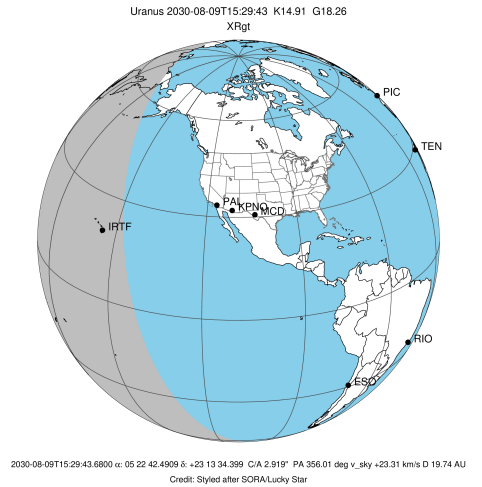 Uranus 2030-08-09T15:29:43 K14.91 G18.26
XRgt
PIC
TEN
PAL
KPNO
MCD
IRTF
RIO
ESO
2030-08-09T15:29:43.6800 α: 05 22 42.4909 δ: +23 13 34.399 C/A 2.919" PA 356.01 deg v_sky +23.31 km/s D 19.74 AU
Credit: Styled after SORA/Lucky Star